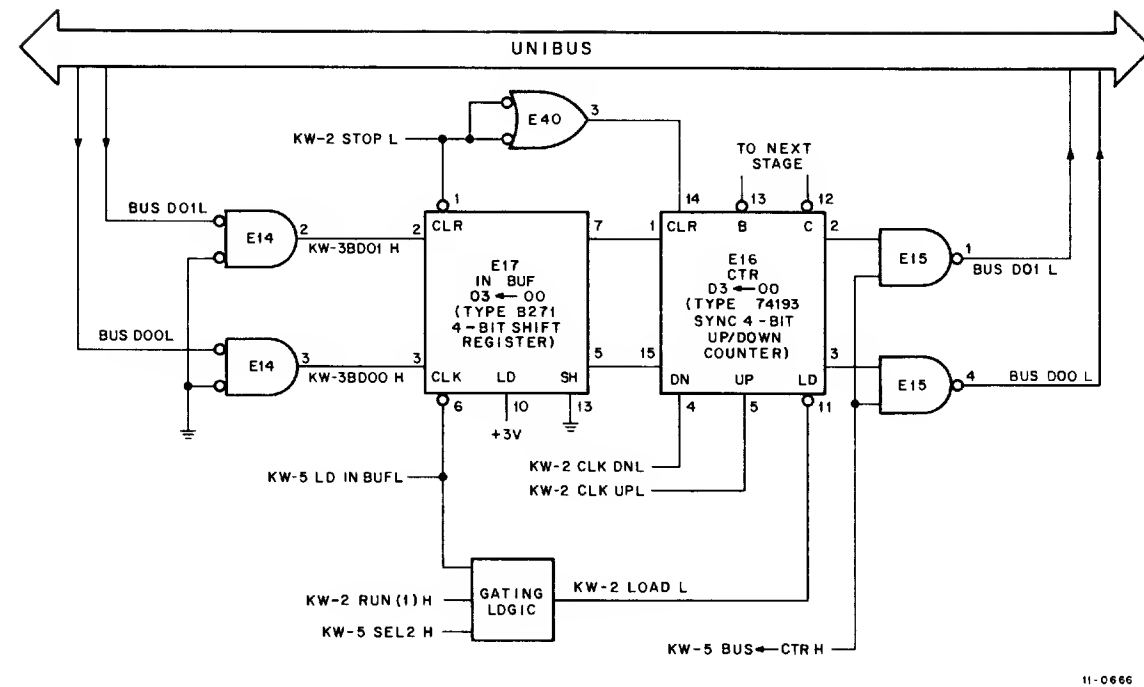 UNIBUS
E40
3
KW-2 STOP L
TO NEXT
STAGE
1
14
13
12
BUS D01L
E14
2
KW-3BD01 H
2
CLR
7
1
CLR
B
C
2
E15
1
BUS D01 L
E17
IN BUF
03 ← 00
(TYPE 8271
4-BIT SHIFT
REGISTER)
E16
CTR
D3 ← 00
(TYPE 74193
SYNC 4-BIT
UP/DOWN
COUNTER)
BUS D00L
E14
3
KW-3BD00 H
3
CLK
LD
SH
5
15
DN
UP
LD
3
E15
4
BUS D00 L
6
10
13
4
5
11
+3V
KW-5 LD IN BUFL
KW-2 CLK DNL
KW-2 CLK UPL
GATING
LOGIC
KW-2 LOAD L
KW-2 RUN (1) H
KW-5 SEL2 H
KW-5 BUS ← CTR H
11-0666